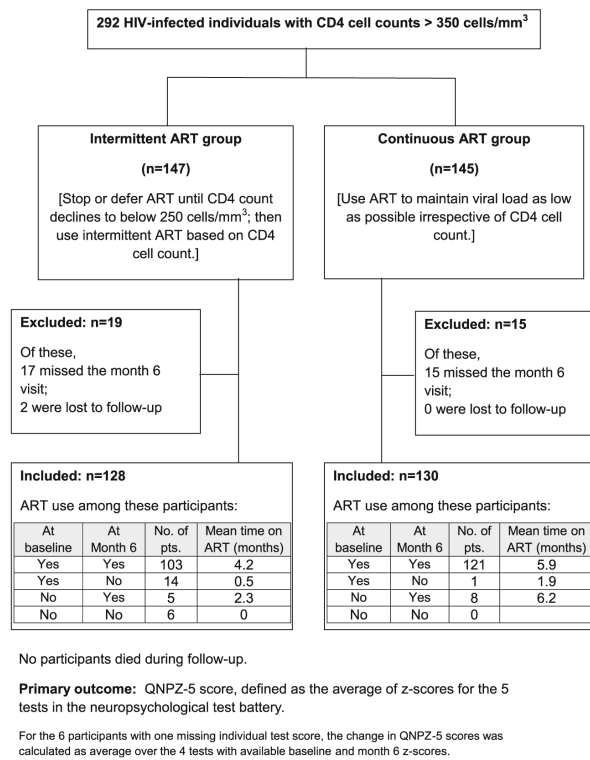 292 HIV-infected individuals with CD4 cell counts > 350 cells/mm³
Intermittent ART group
(n=147)
[Stop or defer ART until CD4 count
declines to below 250 cells/mm³; then
use intermittent ART based on CD4
cell count.]
Continuous ART group
(n=145)
[Use ART to maintain viral load as low
as possible irrespective of CD4 cell
count.]
Excluded: n=19
Of these,
17 missed the month 6
visit;
2 were lost to follow-up
Excluded: n=15
Of these,
15 missed the month 6
visit;
0 were lost to follow-up
Included: n=128
ART use among these participants:
At At No. of Mean time on
baseline Month 6 pts. ART (months)
Yes Yes 103 4.2
Yes No 14 0.5
No Yes 5 2.3
No No 6 0
Included: n=130
ART use among these participants:
At At No. of Mean time on
baseline Month 6 pts. ART (months)
Yes Yes 121 5.9
Yes No 1 1.9
No Yes 8 6.2
No No 0
No participants died during follow-up.
Primary outcome: QNPZ-5 score, defined as the average of z-scores for the 5
tests in the neuropsychological test battery.
For the 6 participants with one missing individual test score, the change in QNPZ-5 scores was
calculated as average over the 4 tests with available baseline and month 6 z-scores.